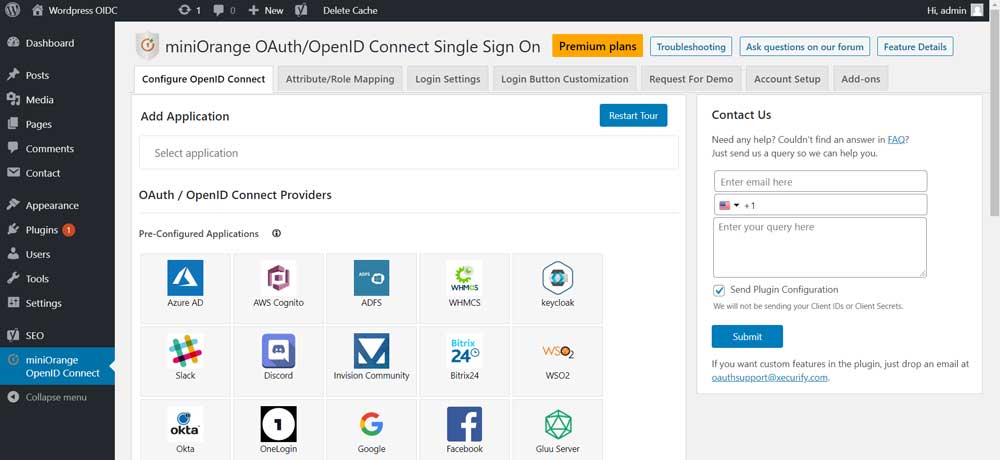 Wordpress OIDC
1
0
New
Delete Cache
Hi, admin
Dashboard
Posts
Media
Pages
Comments
Contact
Appearance
Plugins 1
Users
Tools
Settings
SEO
miniOrange
OpenID Connect
Collapse menu
miniOrange OAuth/OpenID Connect Single Sign On
Premium plans
Troubleshooting
Ask questions on our forum
Feature Details
Configure OpenID Connect
Attribute/Role Mapping
Login Settings
Login Button Customization
Request For Demo
Account Setup
Add-ons
Add Application
Restart Tour
Select application
OAuth / OpenID Connect Providers
Pre-Configured Applications
Azure AD
AWS Cognito
ADFS
ADFS
WHMCS
WHMCS
keycloak
Slack
Discord
Invision Community
Bitrix
24
Bitrix24
WSO2
WSO2
okta
Okta
1
OneLogin
Google
Facebook
Gluu Server
Contact Us
Need any help? Couldn't find an answer in FAQ?
Just send us a query so we can help you.
Enter email here
+1
Enter your query here
Send Plugin Configuration
We will not be sending your Client IDs or Client Secrets.
Submit
If you want custom features in the plugin, just drop an email at
oauthsupport@xecurify.com.